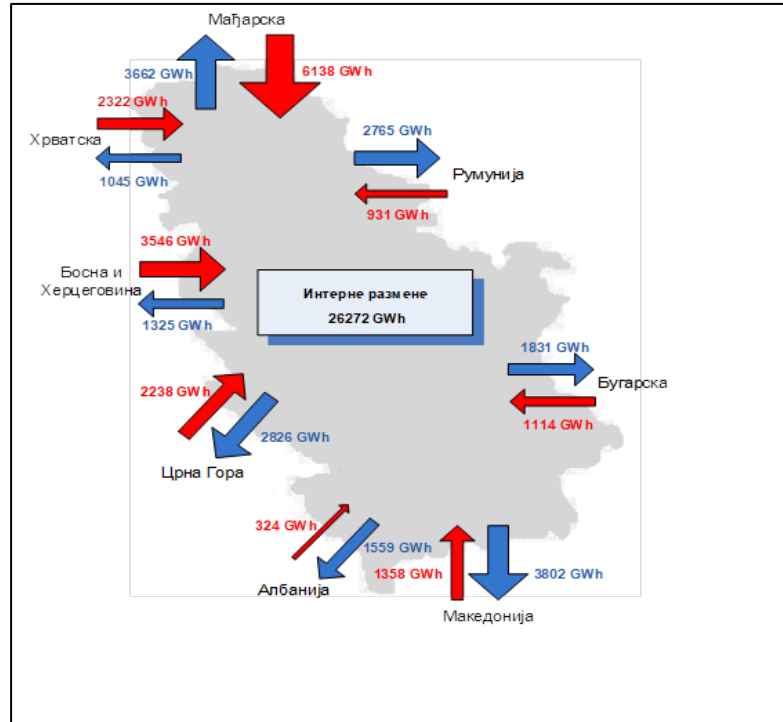 Мађарска
3662 GWh
6138 GWh
2322 GWh
Хрватска
1045 GWh
2765 GWh
Румунија
931 GWh
3546 GWh
Босна и
Херцеговина
1325 GWh
Интерне размене
26272 GWh
1831 GWh
Бугарска
1114 GWh
2238 GWh
2826 GWh
Црна Гора
324 GWh
1559 GWh
Албанија
1358 GWh
3802 GWh
Македонија